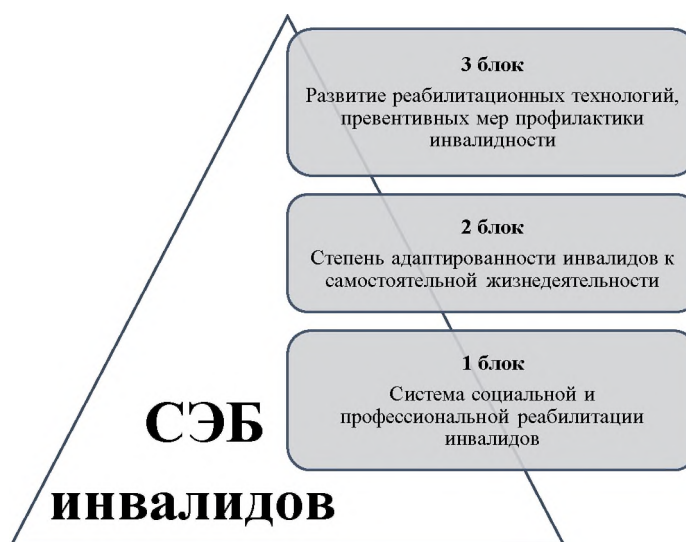 3 блок
Развитие реабилитационных технологий,
превентивных мер профилактики
инвалидности
2 блок
Степень адаптированности инвалидов к
самостоятельной жизнедеятельности
1 блок
Система социальной и
профессиональной реабилитации
инвалидов
СЭБ
инвалидов